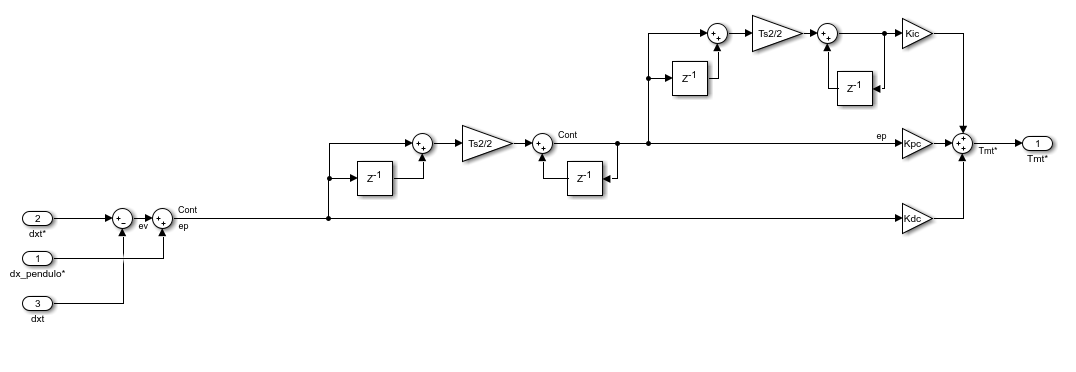 Ts2/2
Kic
z-1
z-1
Cont
ep
Ts2/2
Kpc
1
Tmt*
Tmt*
z-1
z-1
Cont
2
ev
ep
Kdc
dxt*
1
dx_pendulo*
3
dxt